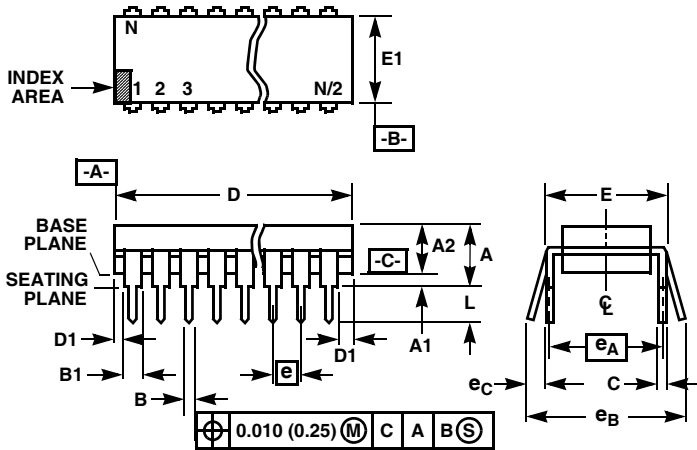 N
INDEX
AREA
1 2 3 N/2
E1
-B-
-A-
D
E
BASE
PLANE
A2
A
-C-
SEATING
PLANE
L
C L
D1
A1
D1
e
eA
B1
eC
C
B
eB
0.010 (0.25) M C A B S